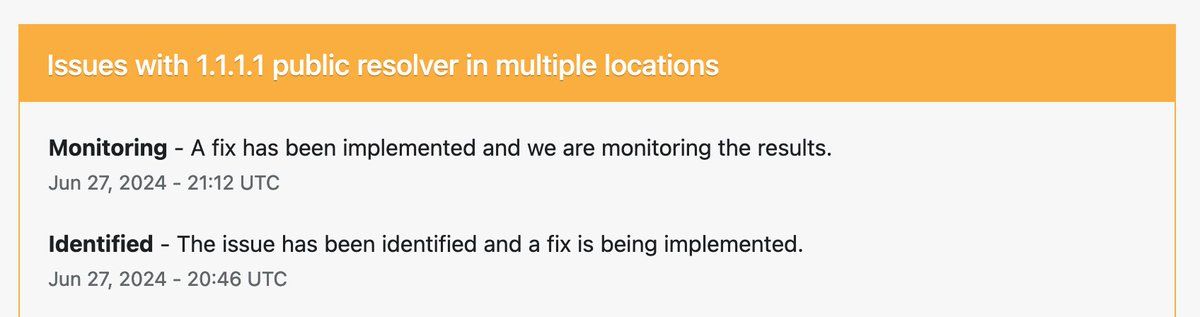 Issues with 1.1.1.1 public resolver in multiple locations
Monitoring - A fix has been implemented and we are monitoring the results.
Jun 27, 2024 - 21:12 UTC
Identified - The issue has been identified and a fix is being implemented.
Jun 27, 2024 - 20:46 UTC